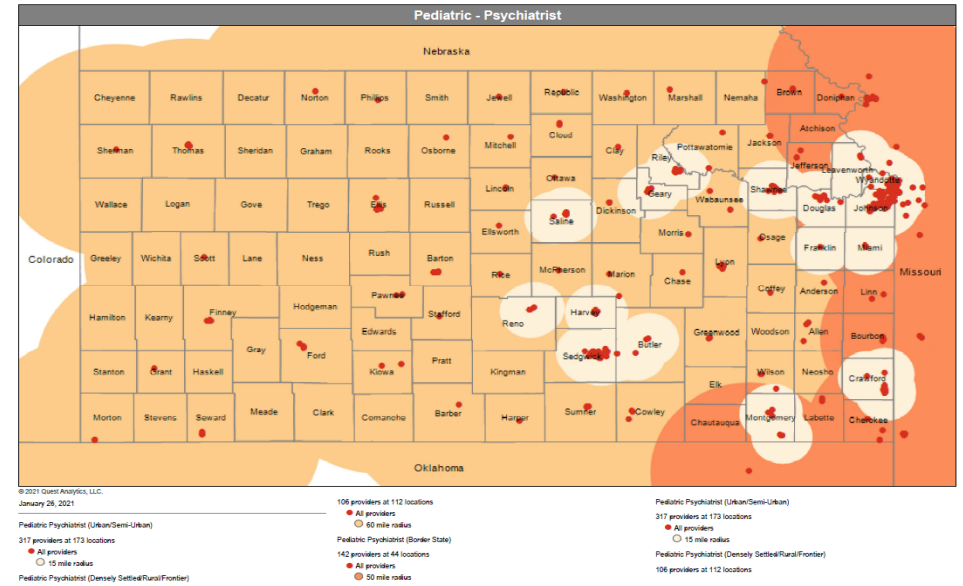 Pediatric - Psychiatrist
Nebraska
Cheyenne Rawlins Decatur Norton Phillips Smith Jewell Republic Washington Marshall Nemaha Brown Doniphan
Atchison
Sherman Thomas Sheridan Graham Rooks Osborne Mitchell Cloud Clay Riley Pottawatomie Jackson Jefferson Leavenworth
Wyandotte
Wallace Logan Gove Trego Ellis Russell Lincoln Ottawa Saline Dickinson Geary Wabaunsee Shawnee Douglas Johnson
Colorado Greeley Wichita Scott Lane Ness Rush Barton Ellsworth Rice McPherson Marion Morris Chase Lyon Osage Franklin Miami Missouri
Hamilton Kearny Finney Hodgeman Pawnee Stafford Reno Harvey Coffey Anderson Linn
Gray Ford Edwards Sedgwick Butler Greenwood Woodson Allen Bourbon
Stanton Grant Haskell Kiowa Pratt Kingman Elk Wilson Neosho Crawford
Morton Stevens Seward Meade Clark Comanche Barber Harper Sumner Cowley Chautauqua Montgomery Labette Cherokee
Oklahoma
© 2021 Quest Analytics, LLC.
January 26, 2021
Pediatric Psychiatrist (Urban/Semi-Urban)
317 providers at 173 locations
All providers
15 mile radius
Pediatric Psychiatrist (Densely Settled/Rural/Frontier)
106 providers at 112 locations
All providers
60 mile radius
Pediatric Psychiatrist (Border State)
142 providers at 44 locations
All providers
50 mile radius
Pediatric Psychiatrist (Urban/Semi-Urban)
317 providers at 173 locations
All providers
15 mile radius
Pediatric Psychiatrist (Densely Settled/Rural/Frontier)
106 providers at 112 locations